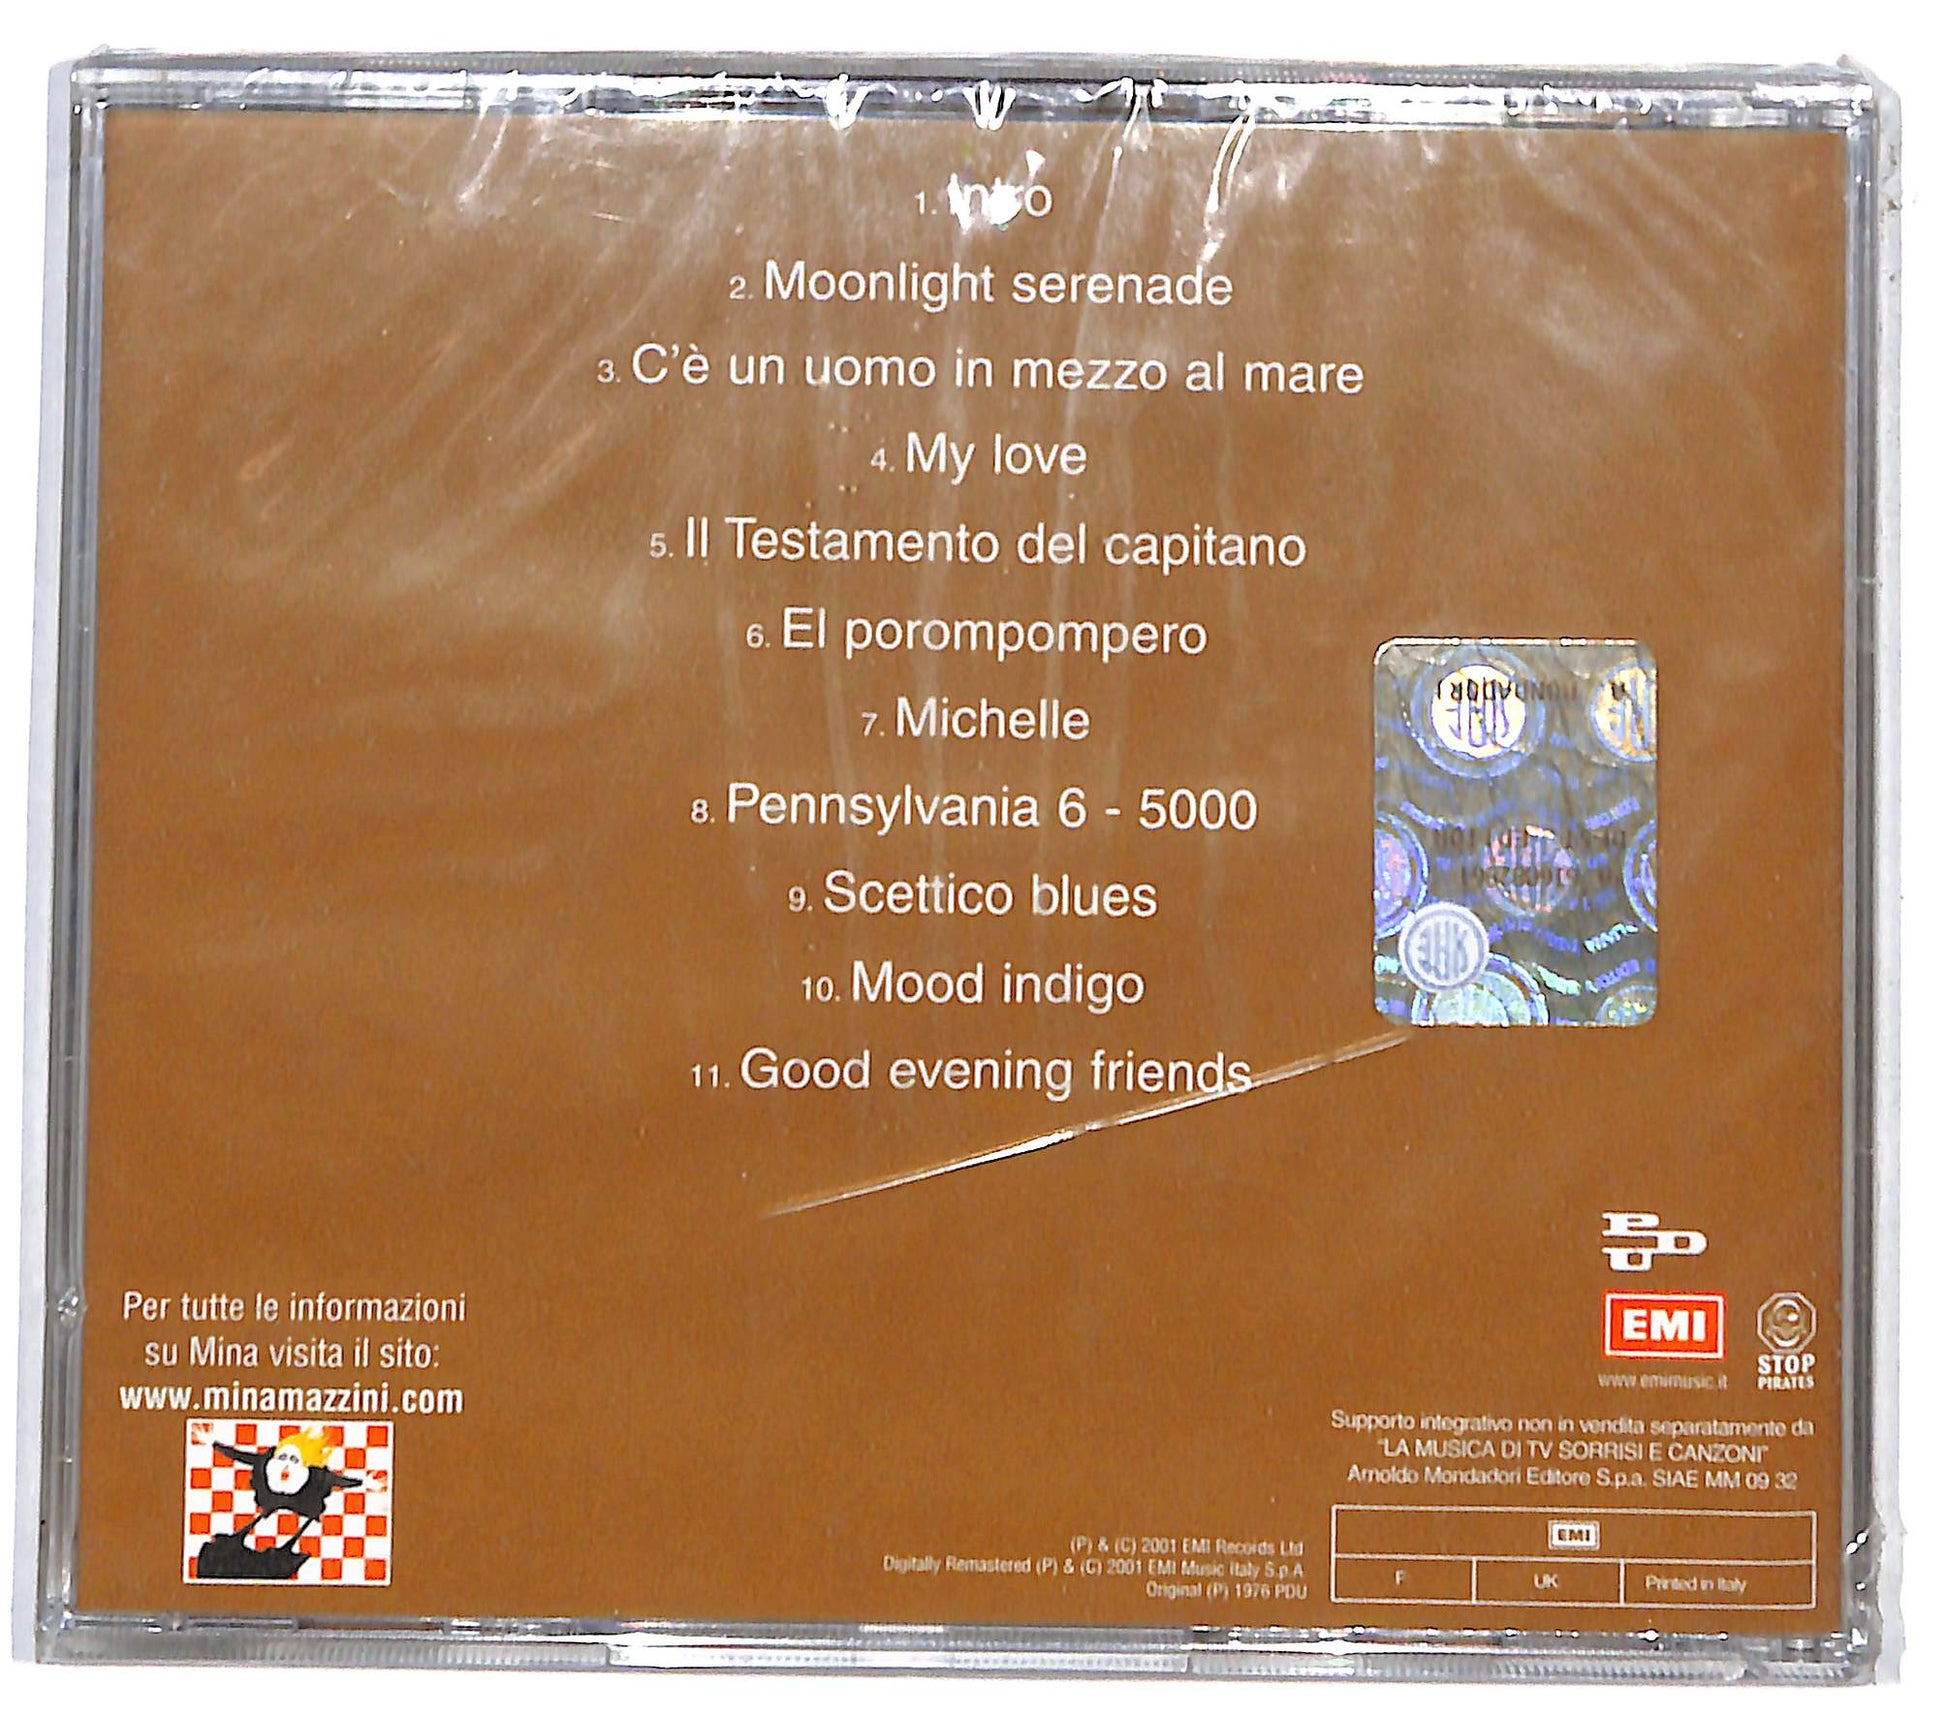 1. Intro
2. Moonlight serenade
3. C'è un uomo in mezzo al mare
4. My love
5. Il Testamento del capitano
6. El porompompero
7. Michelle
8. Pennsylvania 6 - 5000
9. Scettico blues
10. Mood indigo
11. Good evening friends
Per tutte le informazioni
su Mina visita il sito:
www.minamazzini.com
PDU
EMI
www.emimusic.it
STOP
PIRATES
Supporto integrativo non in vendita separatamente da
"LA MUSICA DI TV SORRISI E CANZONI"
Arnoldo Mondadori Editore S.p.a. SIAE MM 09 32
(P) & (C) 2001 EMI Records Ltd
Digitally Remastered (P) & (C) 2001 EMI Music Italy S.p.A
Original (P) 1976 PDU
EMI
F
UK
Printed in Italy